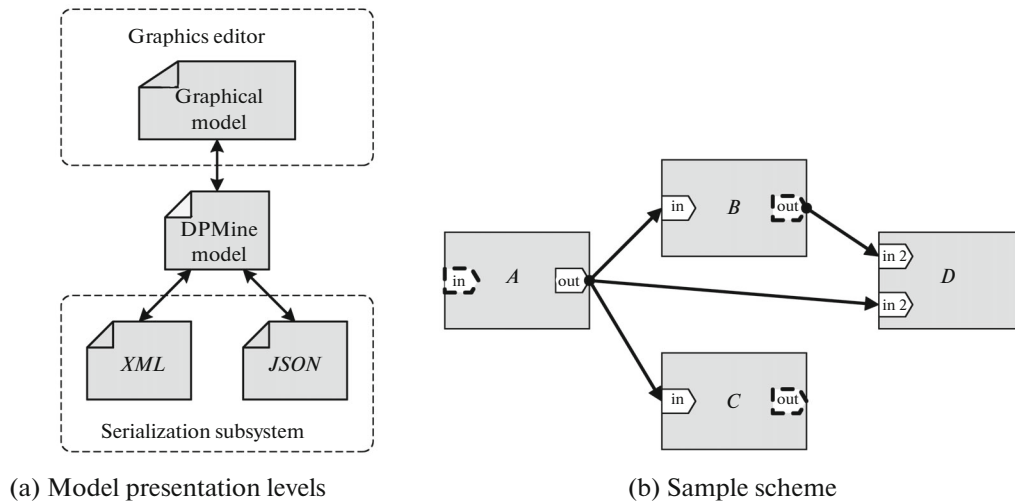 Graphics editor
Graphical
model
DPMine
model
XML
JSON
Serialization subsystem
(a) Model presentation levels
in
A
out
in
B
out
in
C
out
in 2
in 2
D
(b) Sample scheme